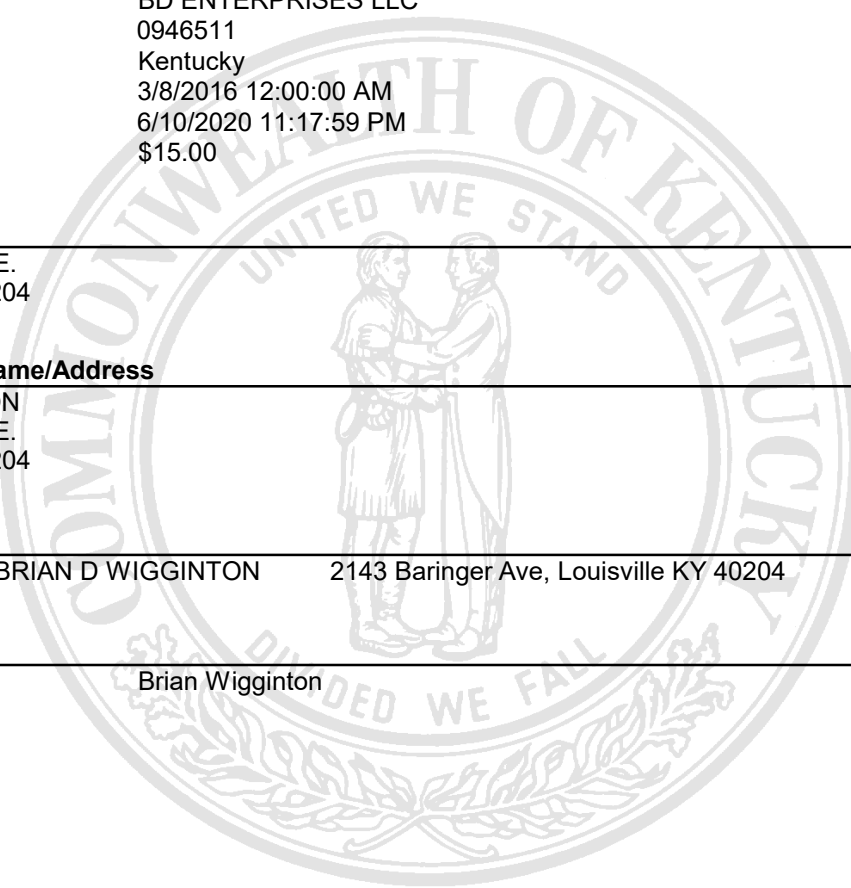 BD ENTERPRISES LLC
0946511
Kentucky
3/8/2016 12:00:00 AM
6/10/2020 11:17:59 PM
$15.00
E.
204
ame/Address
ON
E.
204
BRIAN D WIGGINTON 2143 Baringer Ave, Louisville KY 40204
Brian Wigginton
COMMONWEALTH OF KENTUCKY
UNITED WE STAND
DIVIDED WE FALL